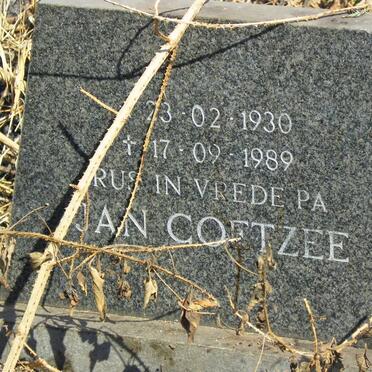 23·02·1930
† 17·09·1989
RUS IN VREDE PA
JAN COETZEE